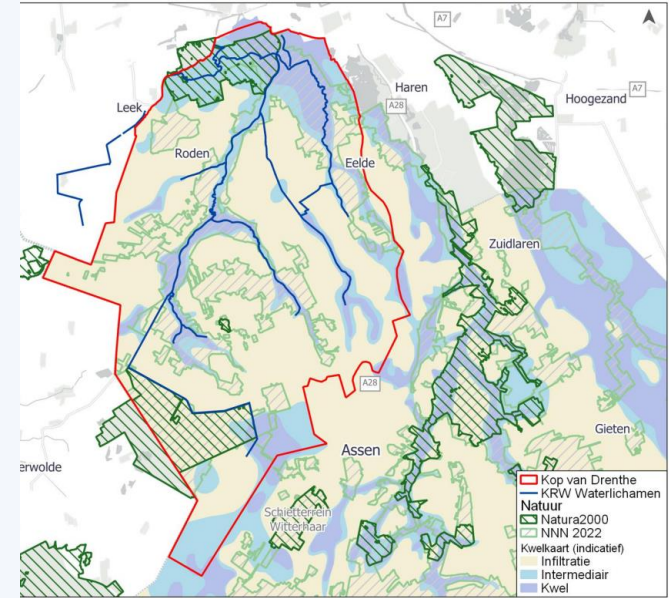 A7
Haren
Hoogezand
A7
Leek
A28
Roden
Eelde
Zuidlaren
A28
Gieten
Assen
erwolde
Schietterrein
Witterhaar
Kop van Drenthe
KRW Waterlichamen
Natuur
Natura2000
NNN 2022
Kwelkaart (indicatief)
Infiltratie
Intermediair
Kwel